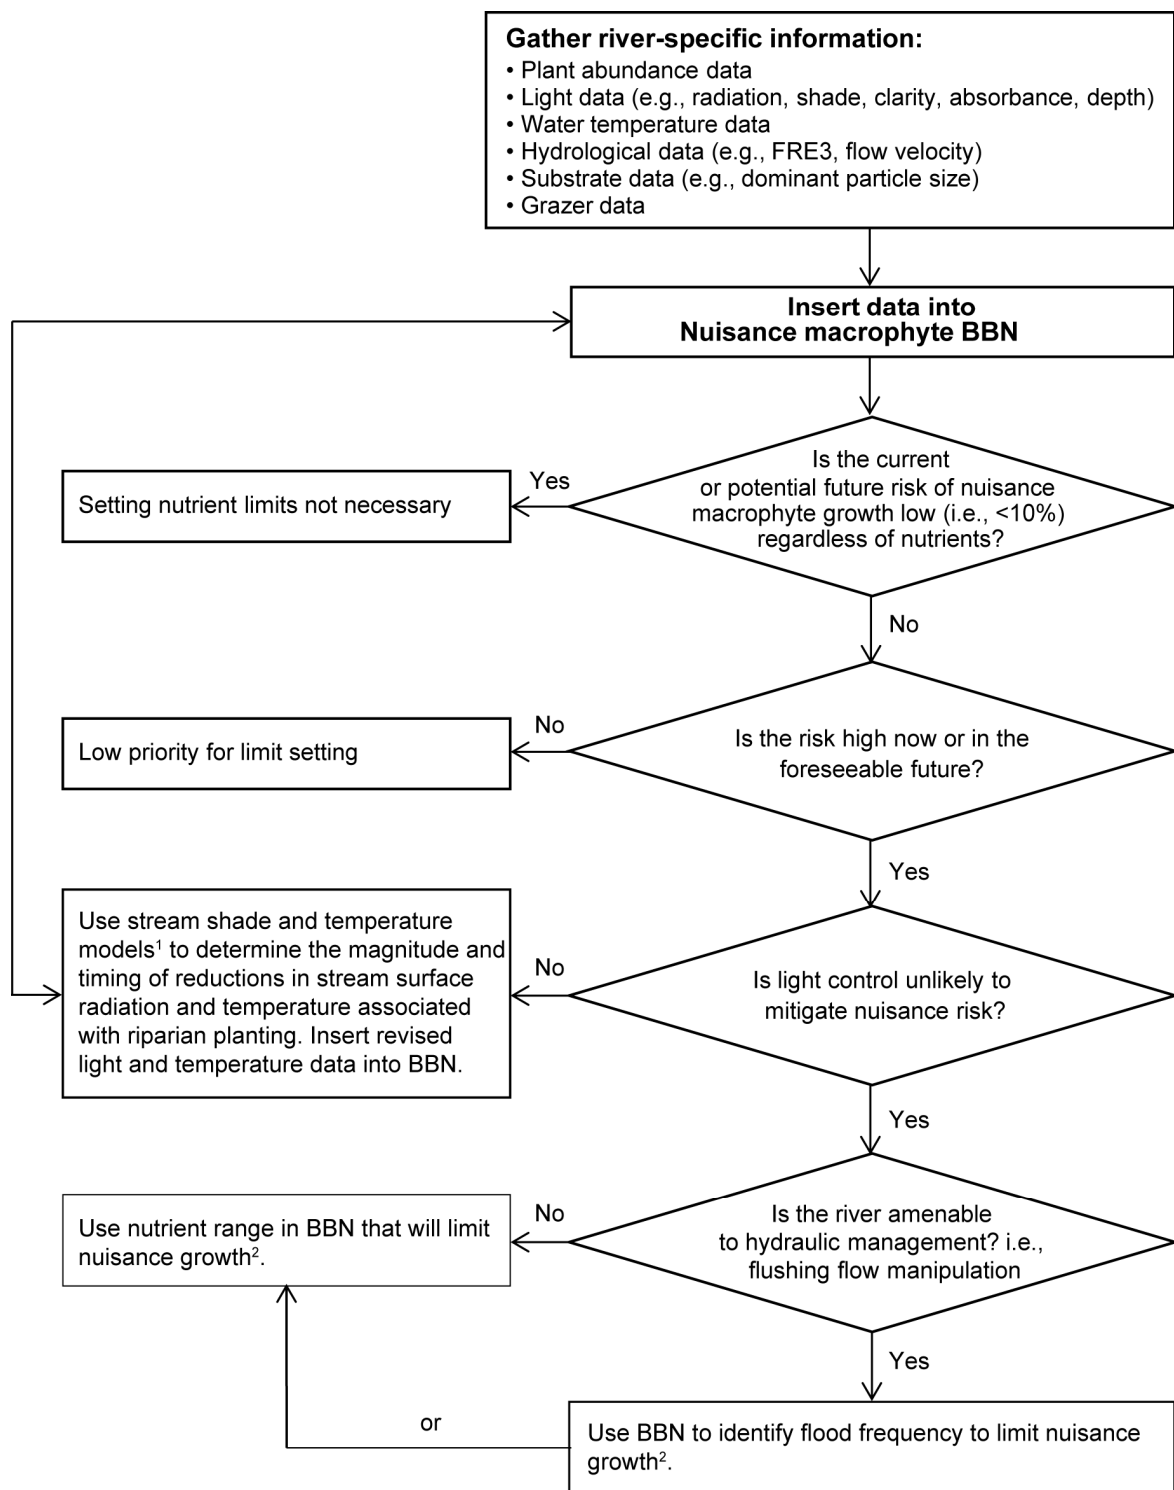 Gather river-specific information:
• Plant abundance data
• Light data (e.g., radiation, shade, clarity, absorbance, depth)
• Water temperature data
• Hydrological data (e.g., FRE3, flow velocity)
• Substrate data (e.g., dominant particle size)
• Grazer data
Insert data into
Nuisance macrophyte BBN
Is the current
or potential future risk of nuisance
macrophyte growth low (i.e., <10%)
regardless of nutrients?
Yes
Setting nutrient limits not necessary
No
Is the risk high now or in the
foreseeable future?
No
Low priority for limit setting
Yes
Is light control unlikely to
mitigate nuisance risk?
No
Use stream shade and temperature
models¹ to determine the magnitude and
timing of reductions in stream surface
radiation and temperature associated
with riparian planting. Insert revised
light and temperature data into BBN.
Yes
Is the river amenable
to hydraulic management? i.e.,
flushing flow manipulation
No
Use nutrient range in BBN that will limit
nuisance growth².
Yes
or
Use BBN to identify flood frequency to limit nuisance
growth².